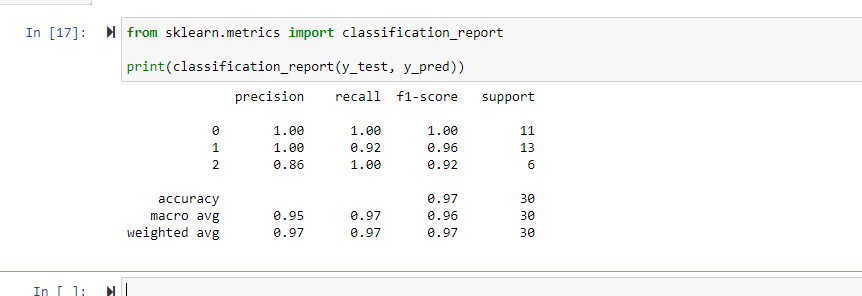 In [17]: from sklearn.metrics import classification_report
print(classification_report(y_test, y_pred))
precision recall f1-score support
0 1.00 1.00 1.00 11
1 1.00 0.92 0.96 13
2 0.86 1.00 0.92 6
accuracy 0.97 30
macro avg 0.95 0.97 0.96 30
weighted avg 0.97 0.97 0.97 30
In [ ]: